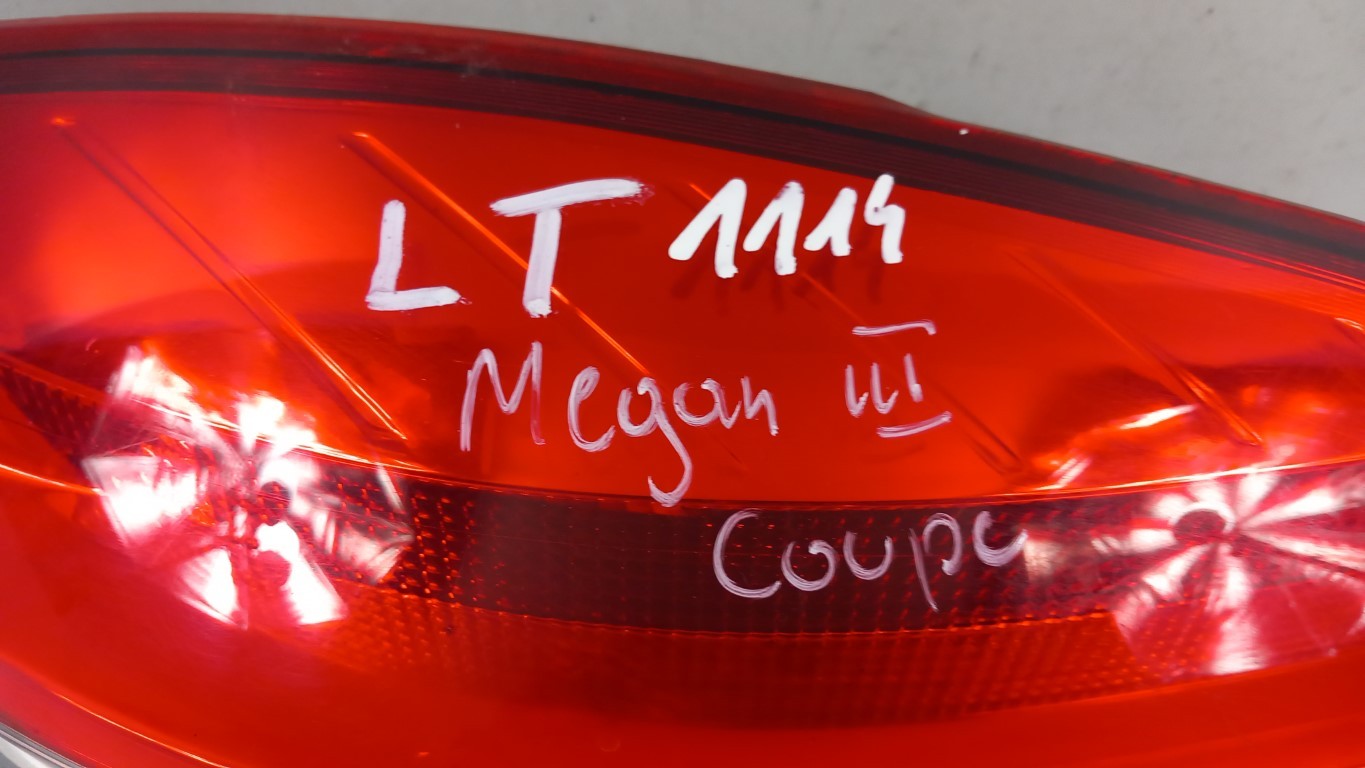 LT 1114
Megan III
Coupe